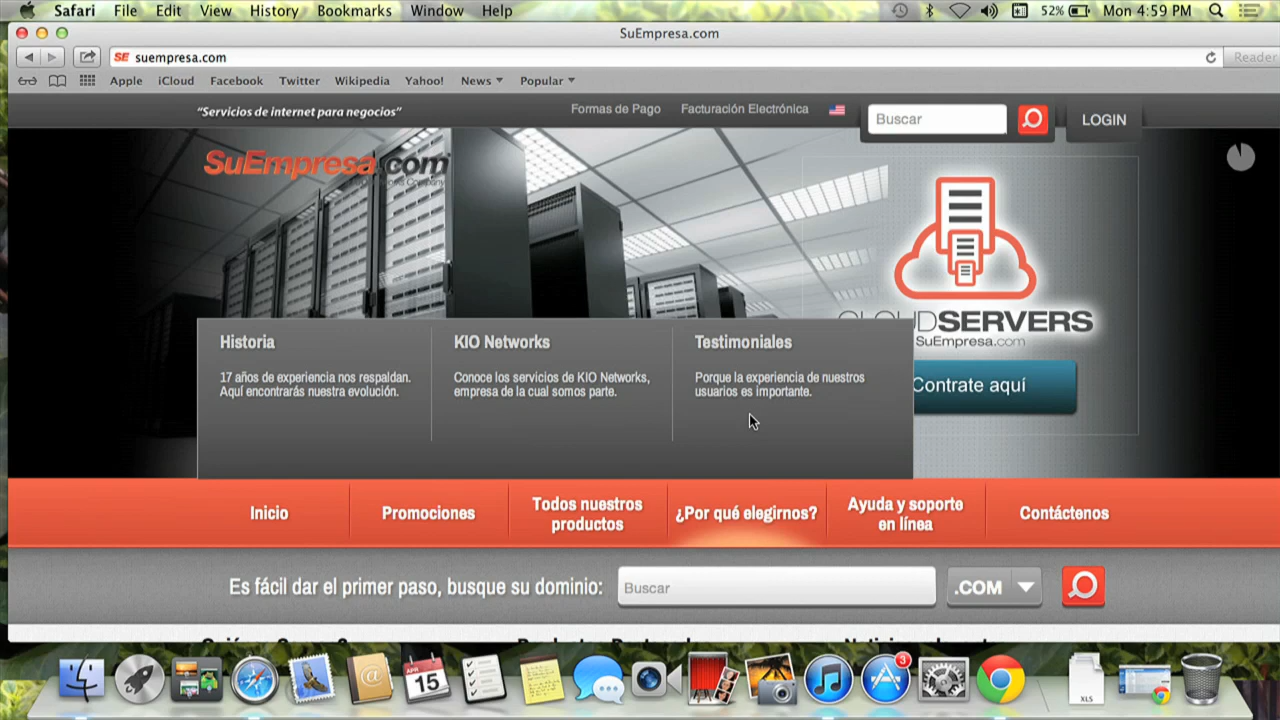 Safari File Edit View History Bookmarks Window Help 52% Mon 4:59 PM
SuEmpresa.com
SE suempresa.com Reader
Apple iCloud Facebook Twitter Wikipedia Yahoo! News Popular
“Servicios de internet para negocios” Formas de Pago Facturación Electrónica Buscar LOGIN
SuEmpresa.com
CLOUDSERVERS
SuEmpresa.com
Contrate aquí
Historia
17 años de experiencia nos respaldan.
Aquí encontrarás nuestra evolución.
KIO Networks
Conoce los servicios de KIO Networks,
empresa de la cual somos parte.
Testimoniales
Porque la experiencia de nuestros
usuarios es importante.
Inicio
Promociones
Todos nuestros
productos
¿Por qué elegirnos?
Ayuda y soporte
en línea
Contáctenos
Es fácil dar el primer paso, busque su dominio: Buscar .COM
APR
15
3
XLS